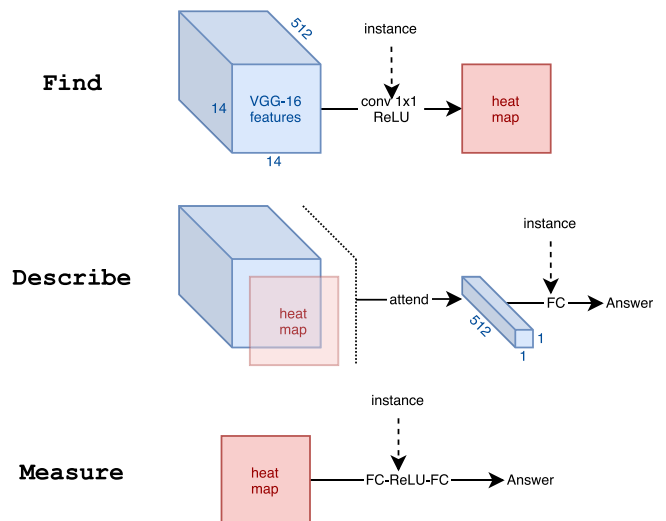 512
instance
Find
14
VGG-16
features
conv 1x1
ReLU
heat
map
14
instance
Describe
heat
map
attend
FC
Answer
512
1
1
instance
Measure
heat
map
FC-ReLU-FC
Answer